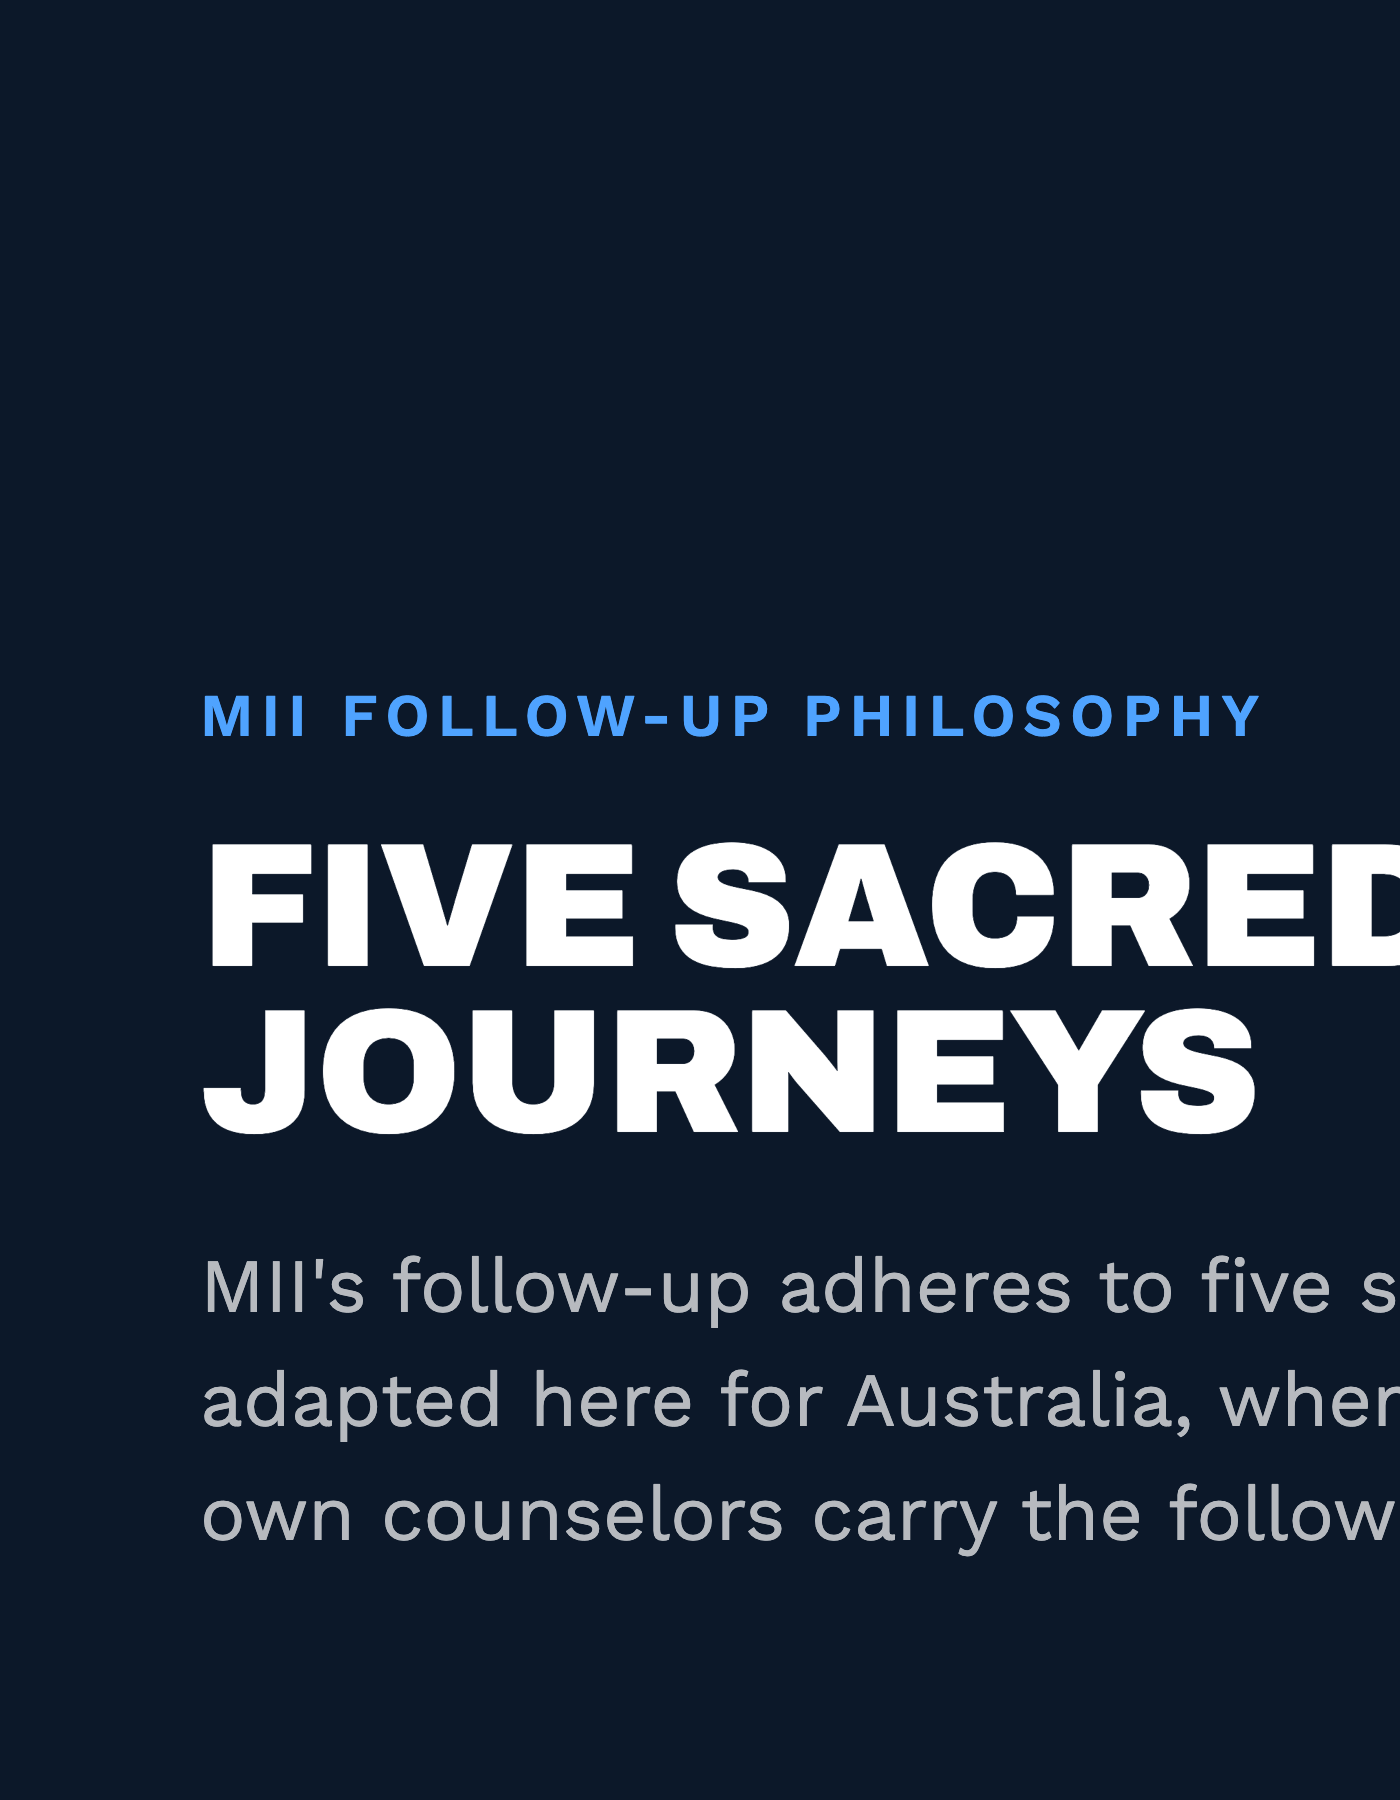 MII FOLLOW-UP PHILOSOPHY
FIVE SACRED
JOURNEYS
MII's follow-up adheres to five
adapted here for Australia,
own counselors carry the follow